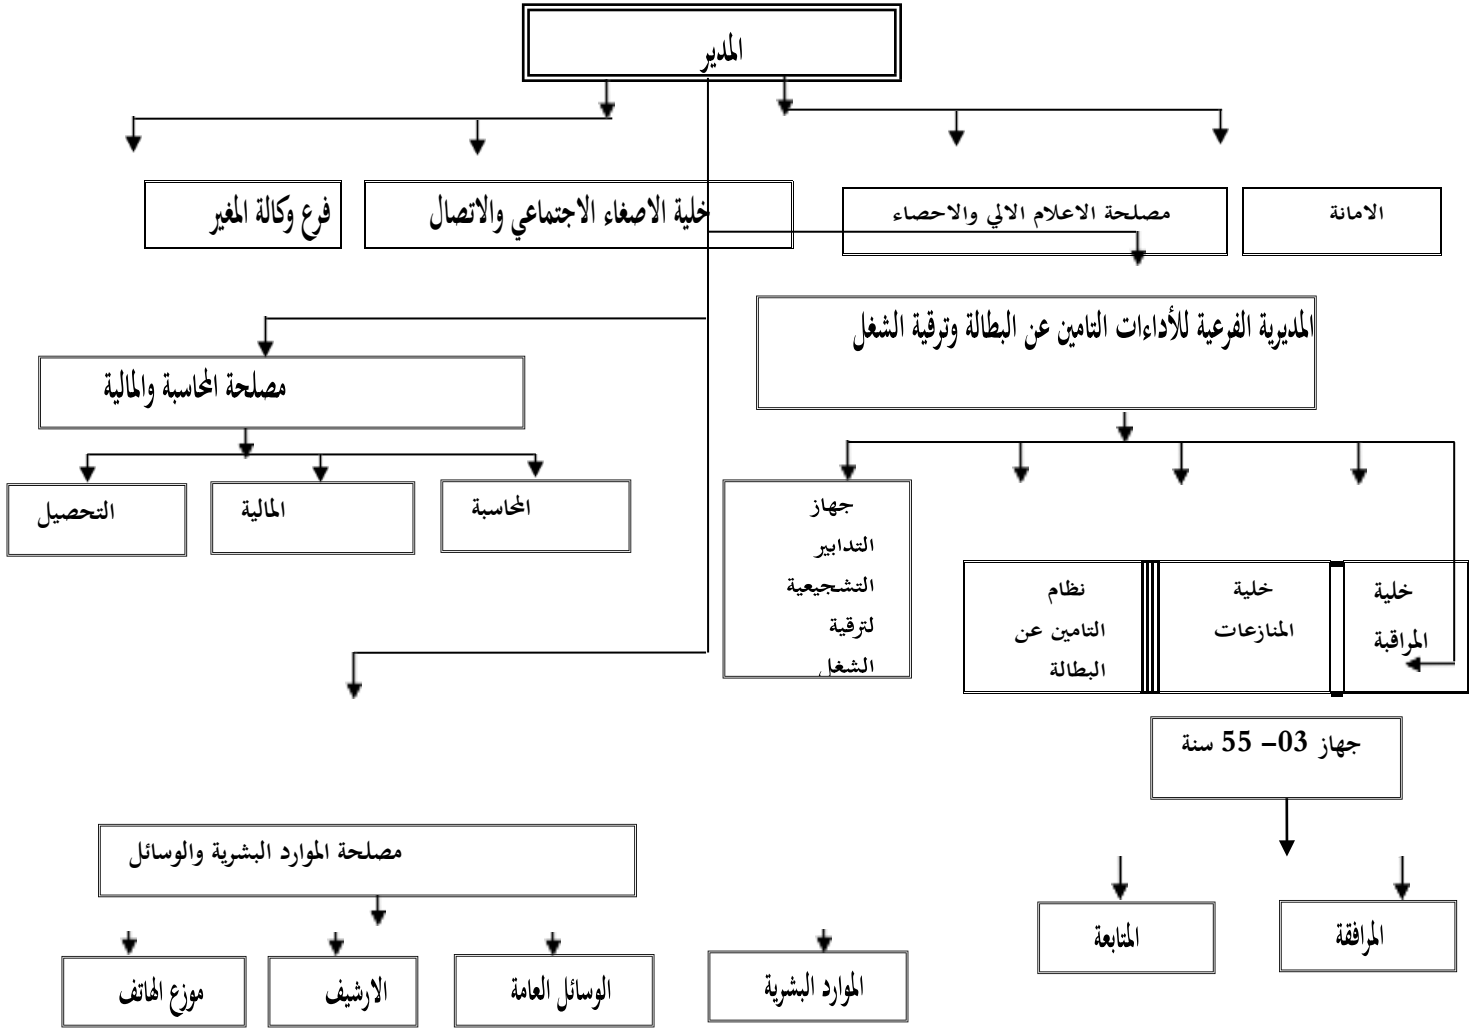 المدير
الامانة
مصلحة الاعلام الالي والاحصاء
خلية الاصغاء الاجتماعي والاتصال
فرع وكالة المغير
المديرية الفرعية للأداءات التامين عن البطالة وترقية الشغل
مصلحة المحاسبة والمالية
المحاسبة
المالية
التحصيل
خلية
المراقبة
خلية
المنازعات
نظام
التامين عن
البطالة
جهاز
التدابير
التشجيعية
لترقية
الشغل
جهاز 03– 55 سنة
المرافقة
المتابعة
مصلحة الموارد البشرية والوسائل
الموارد البشرية
الوسائل العامة
الارشيف
موزع الهاتف